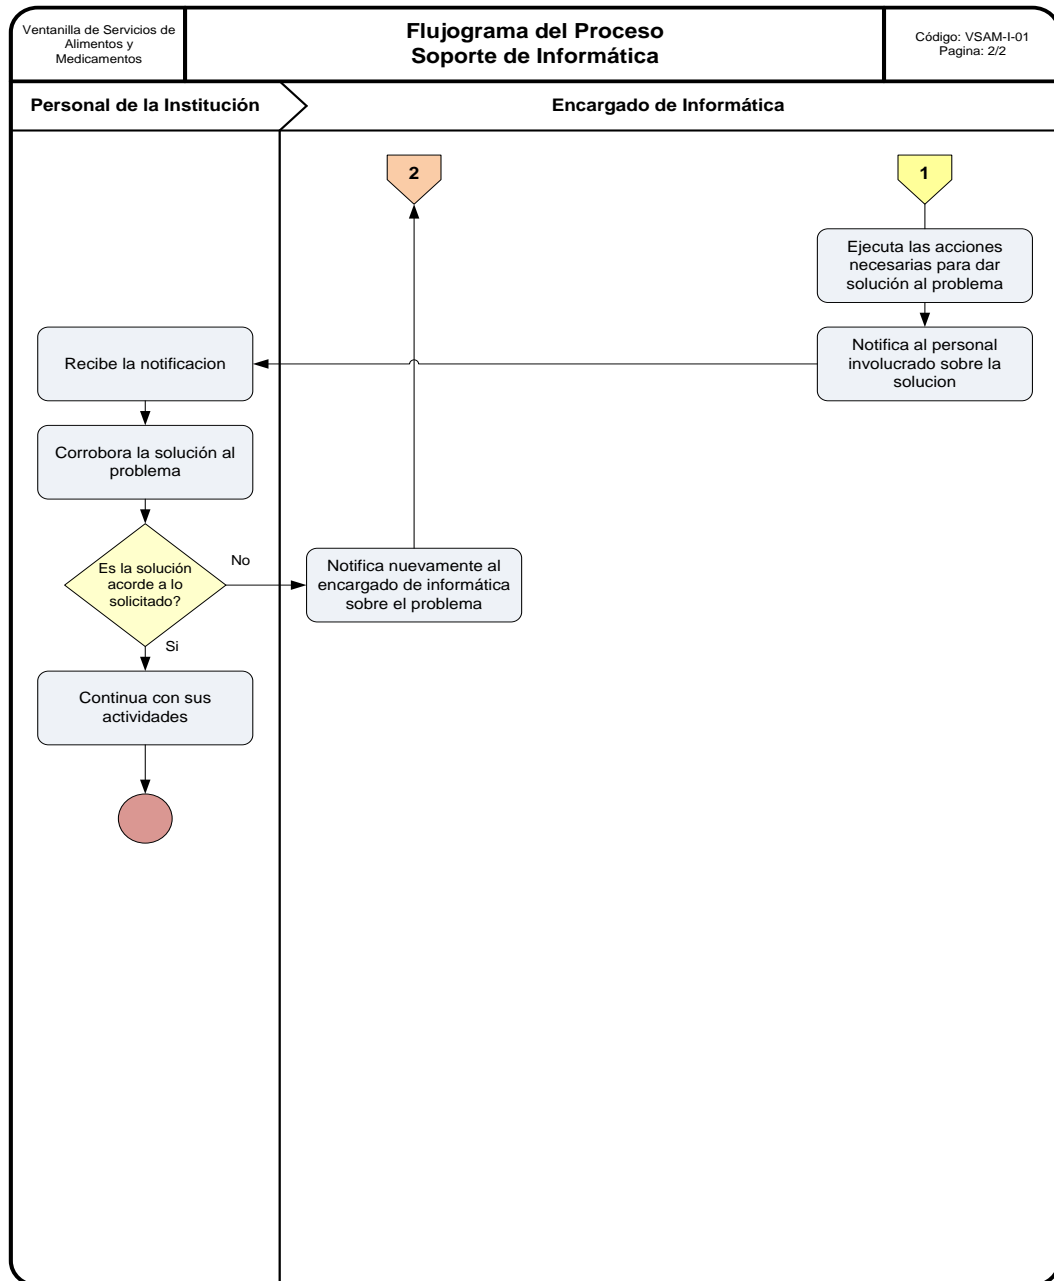 Ventanilla de Servicios de
Alimentos y
Medicamentos
Flujograma del Proceso
Soporte de Informática
Código: VSAM-I-01
Pagina: 2/2
Personal de la Institución
Encargado de Informática
2
1
Ejecuta las acciones
necesarias para dar
solución al problema
Notifica al personal
involucrado sobre la
solucion
Recibe la notificacion
Corrobora la solución al
problema
Es la solución
acorde a lo
solicitado?
No
Notifica nuevamente al
encargado de informática
sobre el problema
Si
Continua con sus
actividades